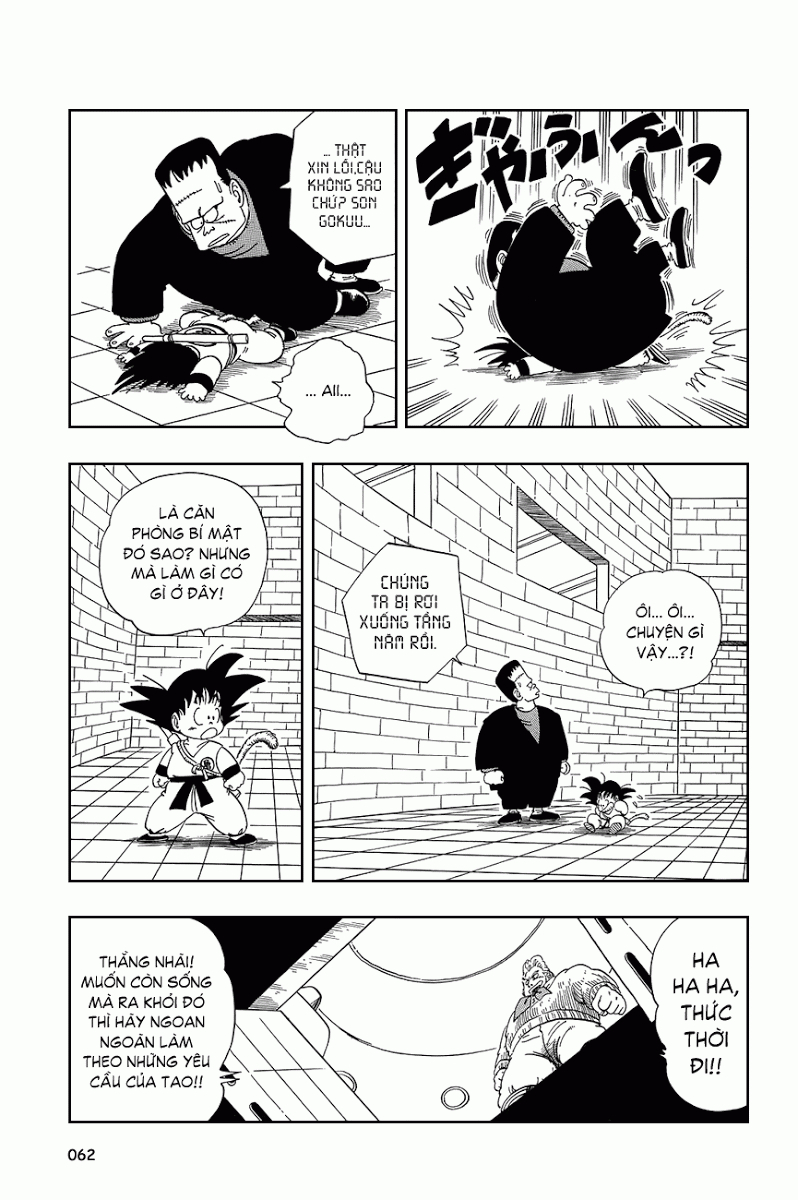 ぎゃふんっ
... THẬT
XIN LỖI,CẬU
KHÔNG SAO
CHỨ? SON
GOKUU...
... AII...
ÔI... ÔI...
CHUYỆN GÌ
VẬY...?!
CHÚNG
TA BỊ RƠI
XUỐNG TẦNG
NĂM RỒI.
LÀ CĂN
PHÒNG BÍ MẬT
ĐÓ SAO? NHƯNG
MÀ LÀM GÌ CÓ
GÌ Ở ĐÂY!
HA
HA HA,
THỨC
THỜI
ĐI!!
THẰNG NHÃI!
MUỐN CÒN SỐNG
MÀ RA KHỎI ĐÓ
THÌ HÃY NGOAN
NGOÃN LÀM
THEO NHỮNG YÊU
CẦU CỦA TAO!!
062